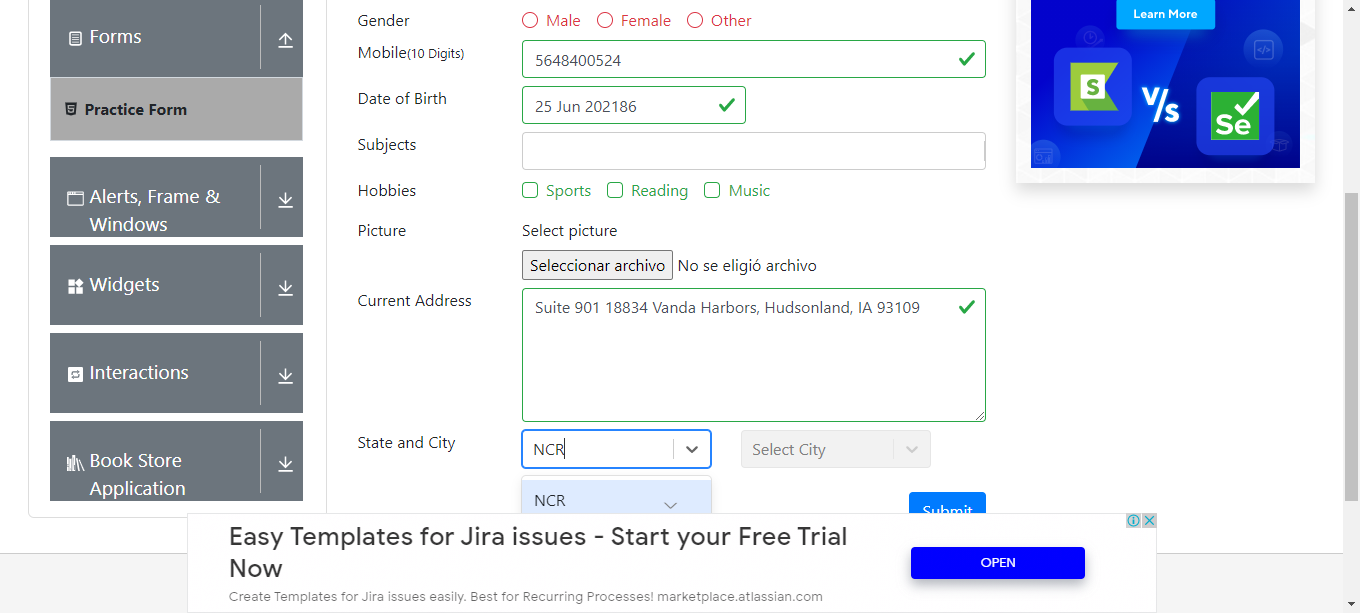 Forms
Practice Form
Alerts, Frame &
Windows
Widgets
Interactions
Book Store
Application
Gender
Male
Female
Other
Mobile(10 Digits)
5648400524
Date of Birth
25 Jun 202186
Subjects
Hobbies
Sports
Reading
Music
Picture
Select picture
Seleccionar archivo
No se eligió archivo
Current Address
Suite 901 18834 Vanda Harbors, Hudsonland, IA 93109
State and City
NCR
Select City
NCR
Submit
Learn More
S
V/s
Se
Easy Templates for Jira issues - Start your Free Trial
Now
Create Templates for Jira issues easily. Best for Recurring Processes! marketplace.atlassian.com
OPEN